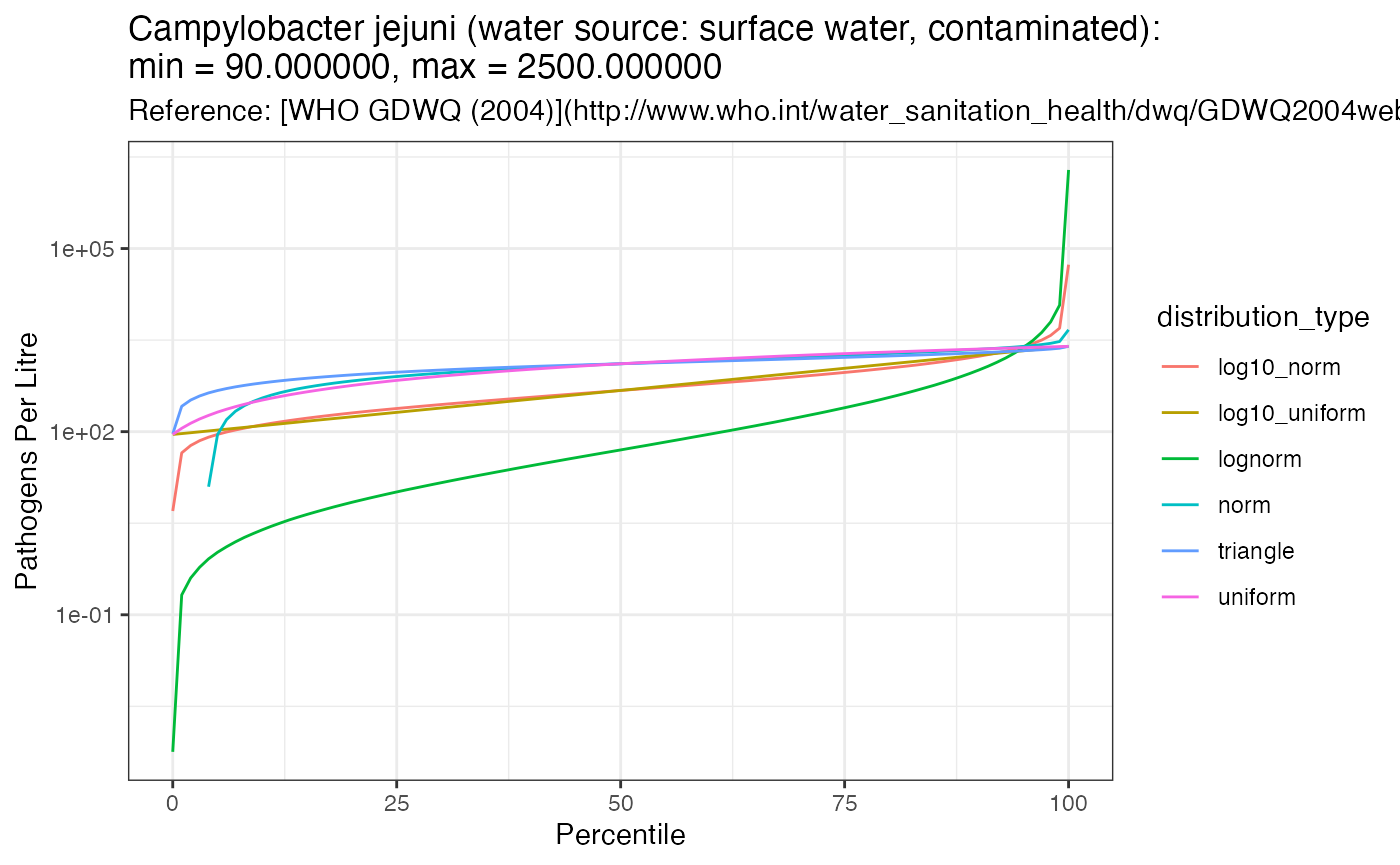 Campylobacter jejuni (water source: surface water, contaminated):
min = 90.000000, max = 2500.000000
Reference: [WHO GDWQ (2004)](http://www.who.int/water_sanitation_health/dwq/GDWQ2004web
1e+05
1e+02
1e-01
Pathogens Per Litre
0 25 50 75 100
Percentile
distribution_type
log10_norm
log10_uniform
lognorm
norm
triangle
uniform